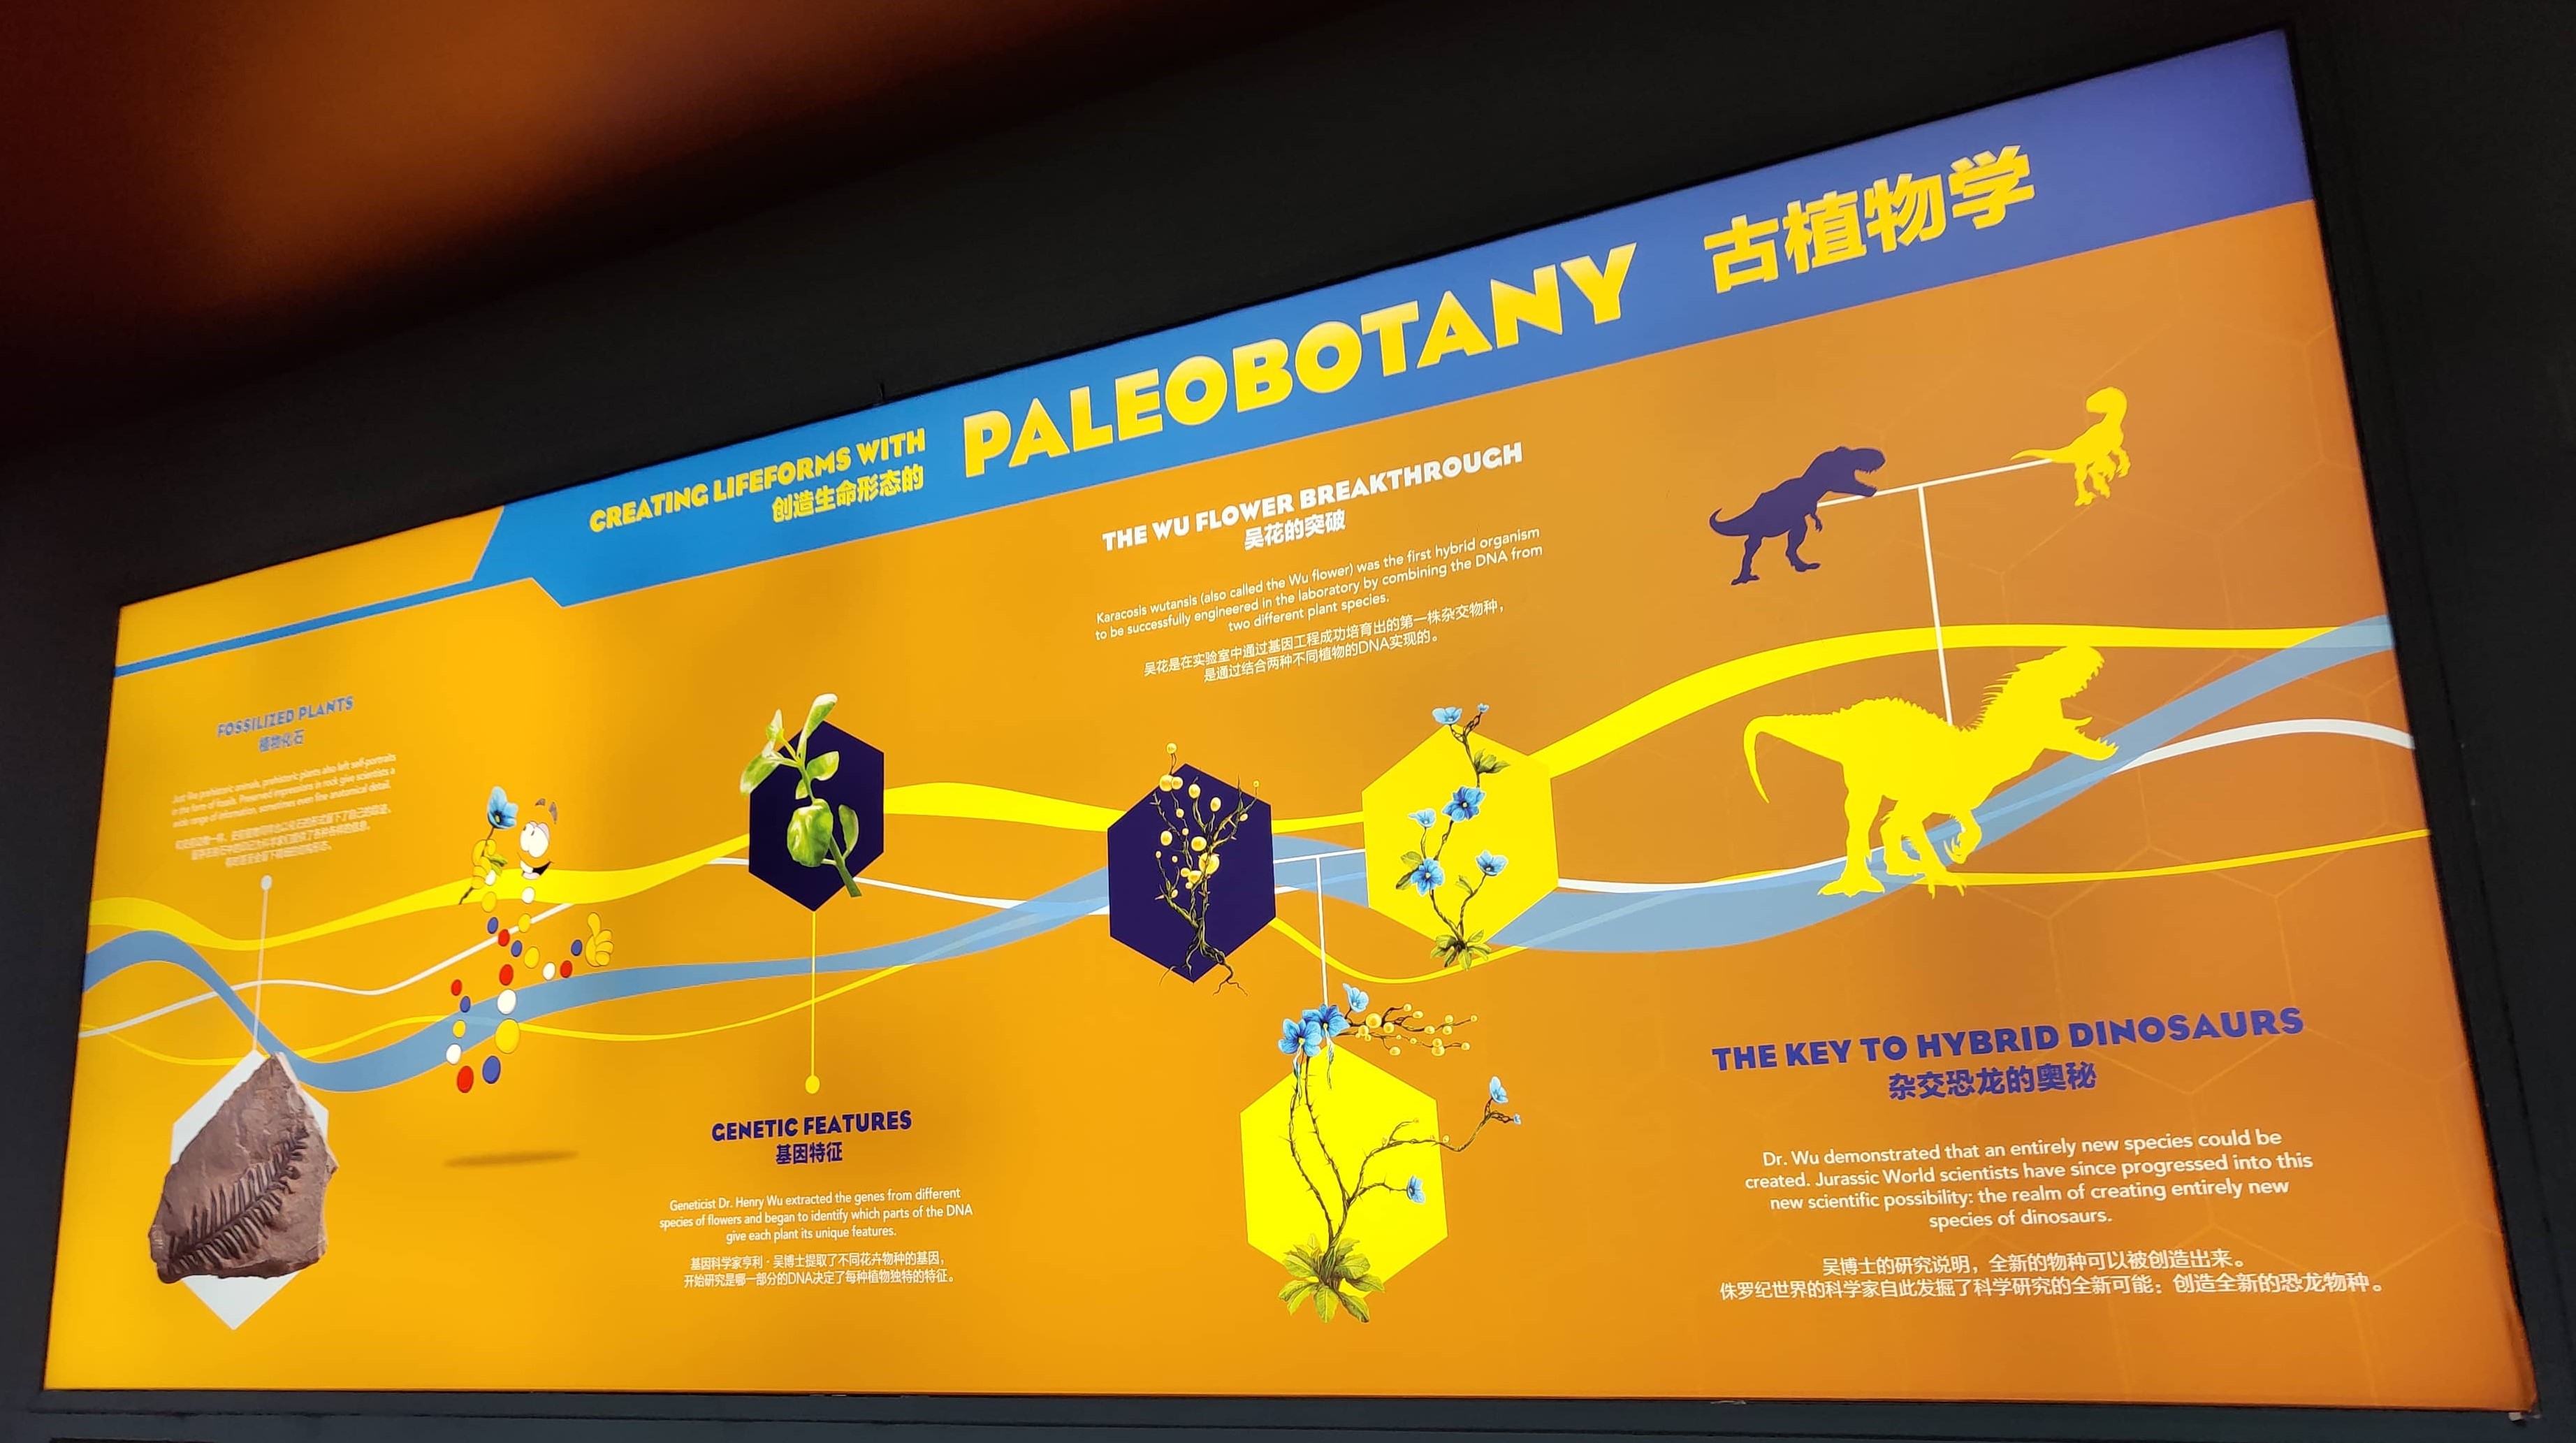 CREATING LIFEFORMS WITH
创造生命形态的
PALEOBOTANY 古植物学
FOSSILIZED PLANTS
植物化石
Just like prehistoric animals, prehistoric plants also left self-portraits
in the form of fossils. Preserved impressions in rock give scientists a
wide range of information, sometimes even fine anatomical detail.
GENETIC FEATURES
基因特征
Geneticist Dr. Henry Wu extracted the genes from different
species of flowers and began to identify which parts of the DNA
give each plant its unique features.
基因科学家亨利·吴博士提取了不同花卉物种的基因，
开始研究是哪一部分的DNA决定了每种植物独特的特征。
THE WU FLOWER BREAKTHROUGH
吴花的突破
Karacosis wutansis (also called the Wu flower) was the first hybrid organism
to be successfully engineered in the laboratory by combining the DNA from
two different plant species.
吴花是在实验室中通过基因工程成功培育出的第一株杂交物种，
是通过结合两种不同植物的DNA实现的。
THE KEY TO HYBRID DINOSAURS
杂交恐龙的奥秘
Dr. Wu demonstrated that an entirely new species could be
created. Jurassic World scientists have since progressed into this
new scientific possibility: the realm of creating entirely new
species of dinosaurs.
吴博士的研究说明，全新的物种可以被创造出来。
侏罗纪世界的科学家自此发掘了科学研究的全新可能：创造全新的恐龙物种。